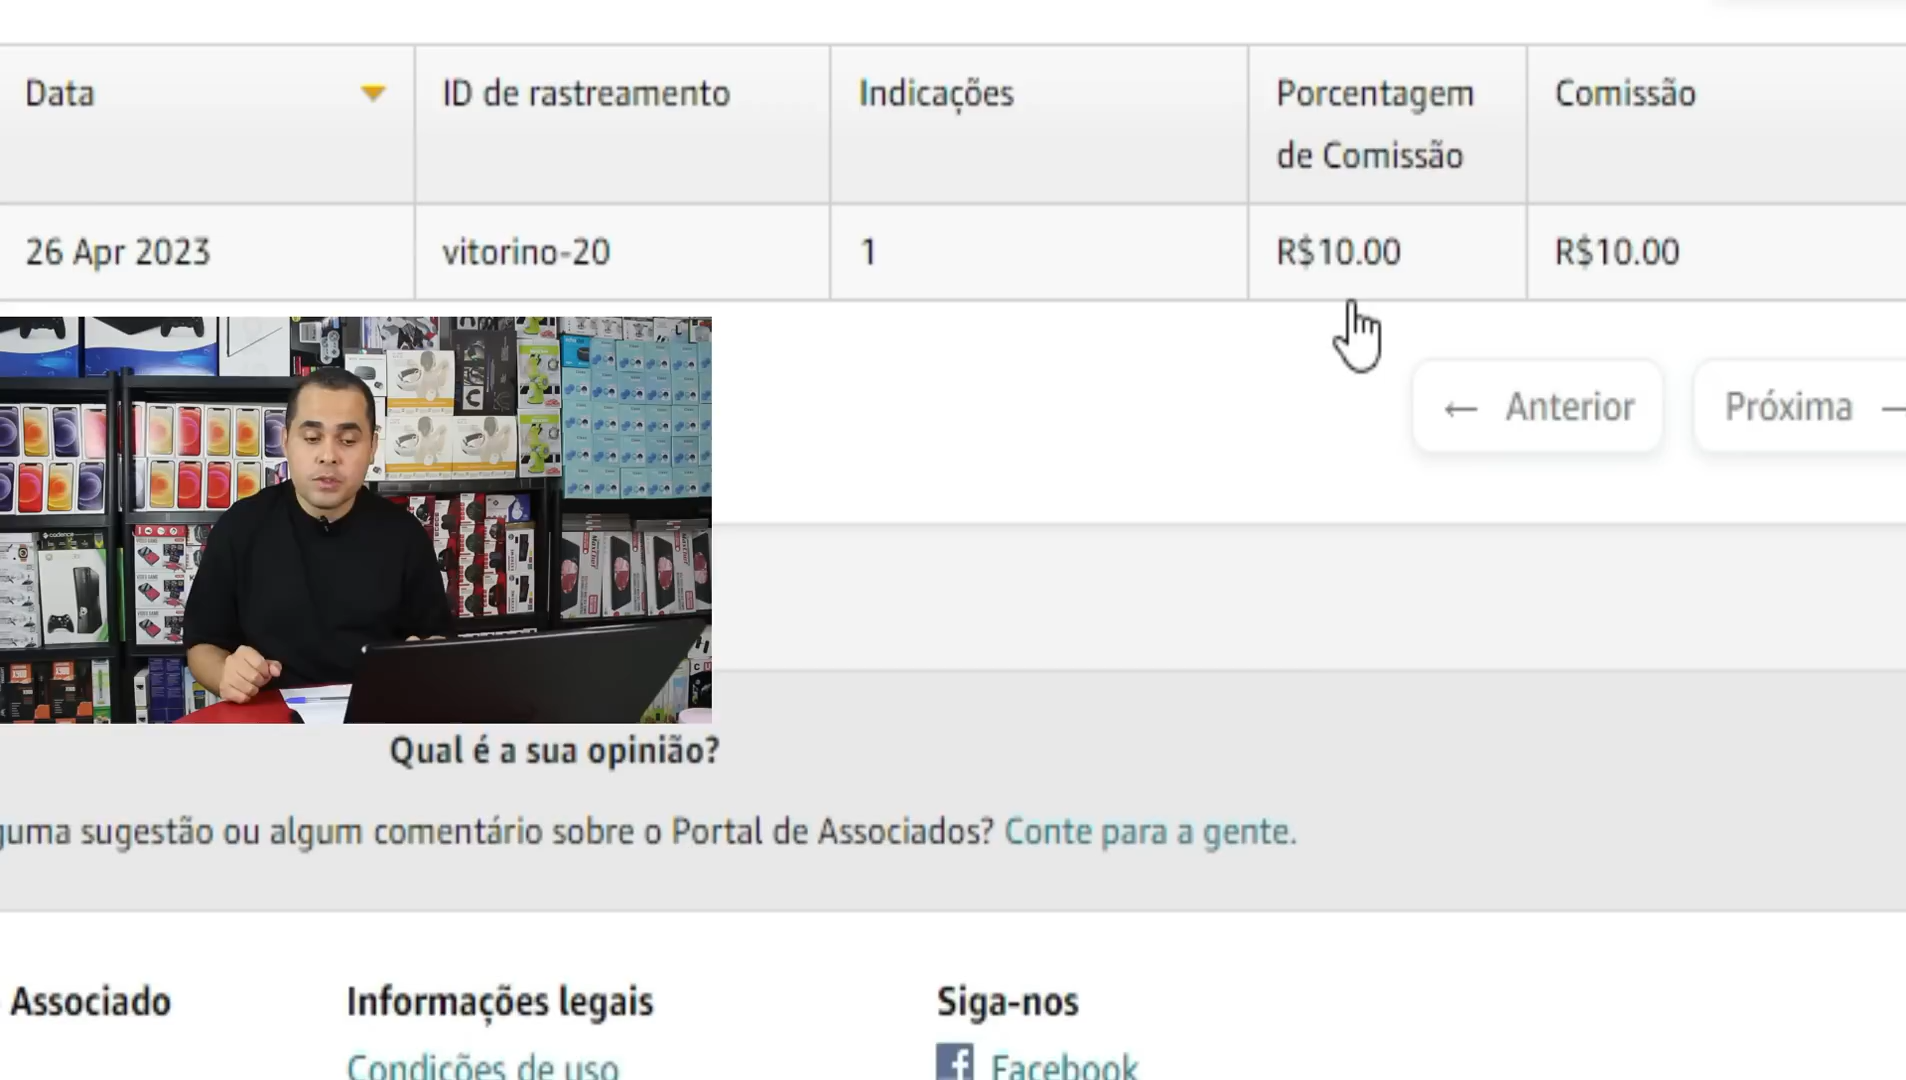 Data
ID de rastreamento
Indicações
Porcentagem
de Comissão
Comissão
26 Apr 2023
vitorino-20
1
R$10.00
R$10.00
← Anterior
Próxima
Qual é a sua opinião?
guma sugestão ou algum comentário sobre o Portal de Associados? Conte para a gente.
Associado
Informações legais
Siga-nos
Condições de uso
Facebook